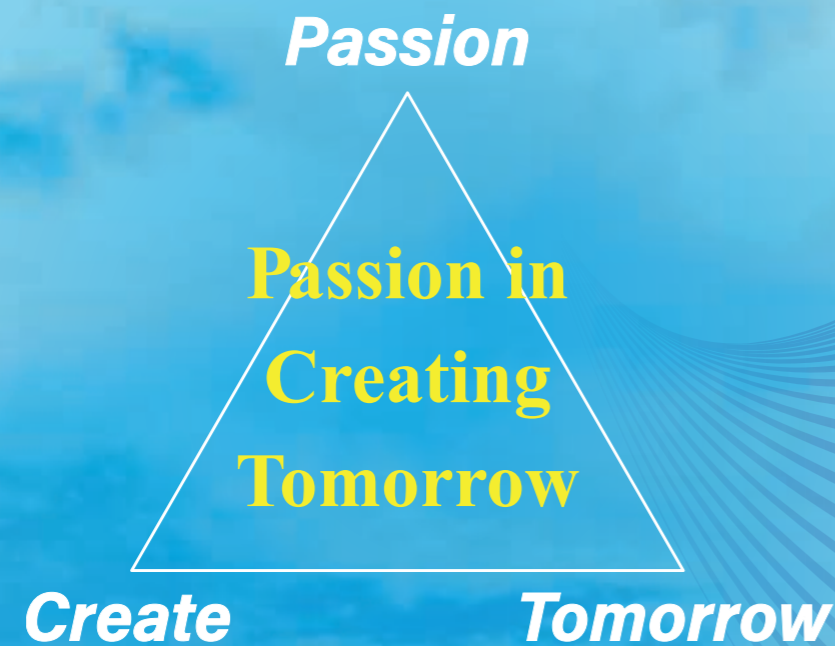 Passion
Passion in
Creating
Tomorrow
Create
Tomorrow